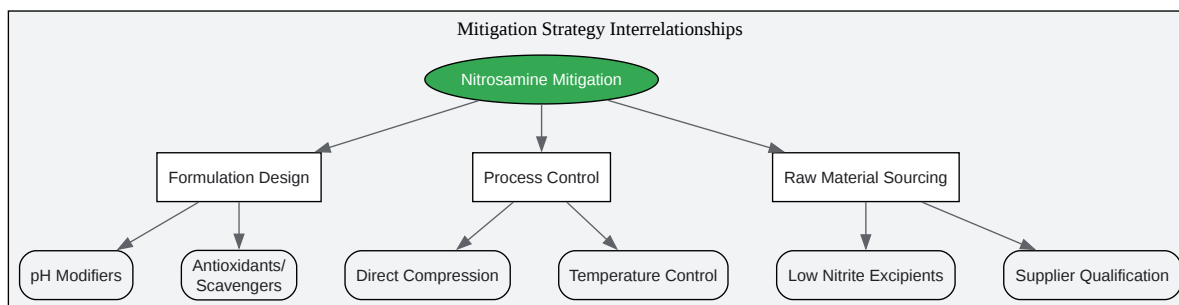 Mitigation Strategy Interrelationships
Nitrosamine Mitigation
Formulation Design
Process Control
Raw Material Sourcing
pH Modifiers
Antioxidants/
Scavengers
Direct Compression
Temperature Control
Low Nitrite Excipients
Supplier Qualification